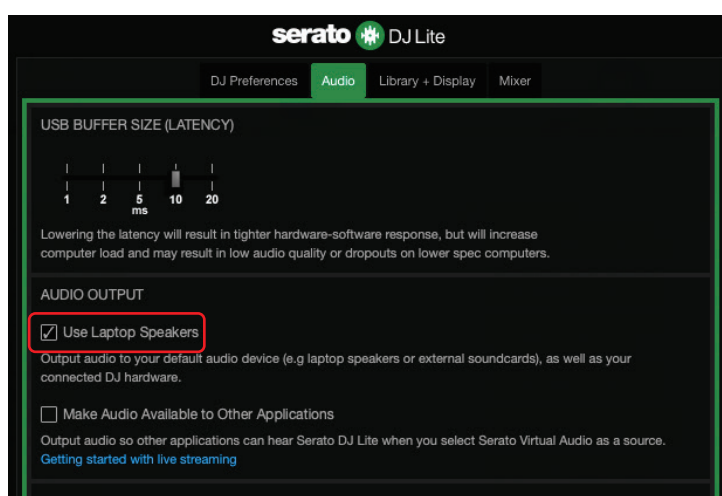 serato DJ Lite
DJ Preferences Audio Library + Display Mixer
USB BUFFER SIZE (LATENCY)
1 2 5 10 20
ms
Lowering the latency will result in tighter hardware-software response, but will increase
computer load and may result in low audio quality or dropouts on lower spec computers.
AUDIO OUTPUT
Use Laptop Speakers
Output audio to your default audio device (e.g laptop speakers or external soundcards), as well as your
connected DJ hardware.
Make Audio Available to Other Applications
Output audio so other applications can hear Serato DJ Lite when you select Serato Virtual Audio as a source.
Getting started with live streaming